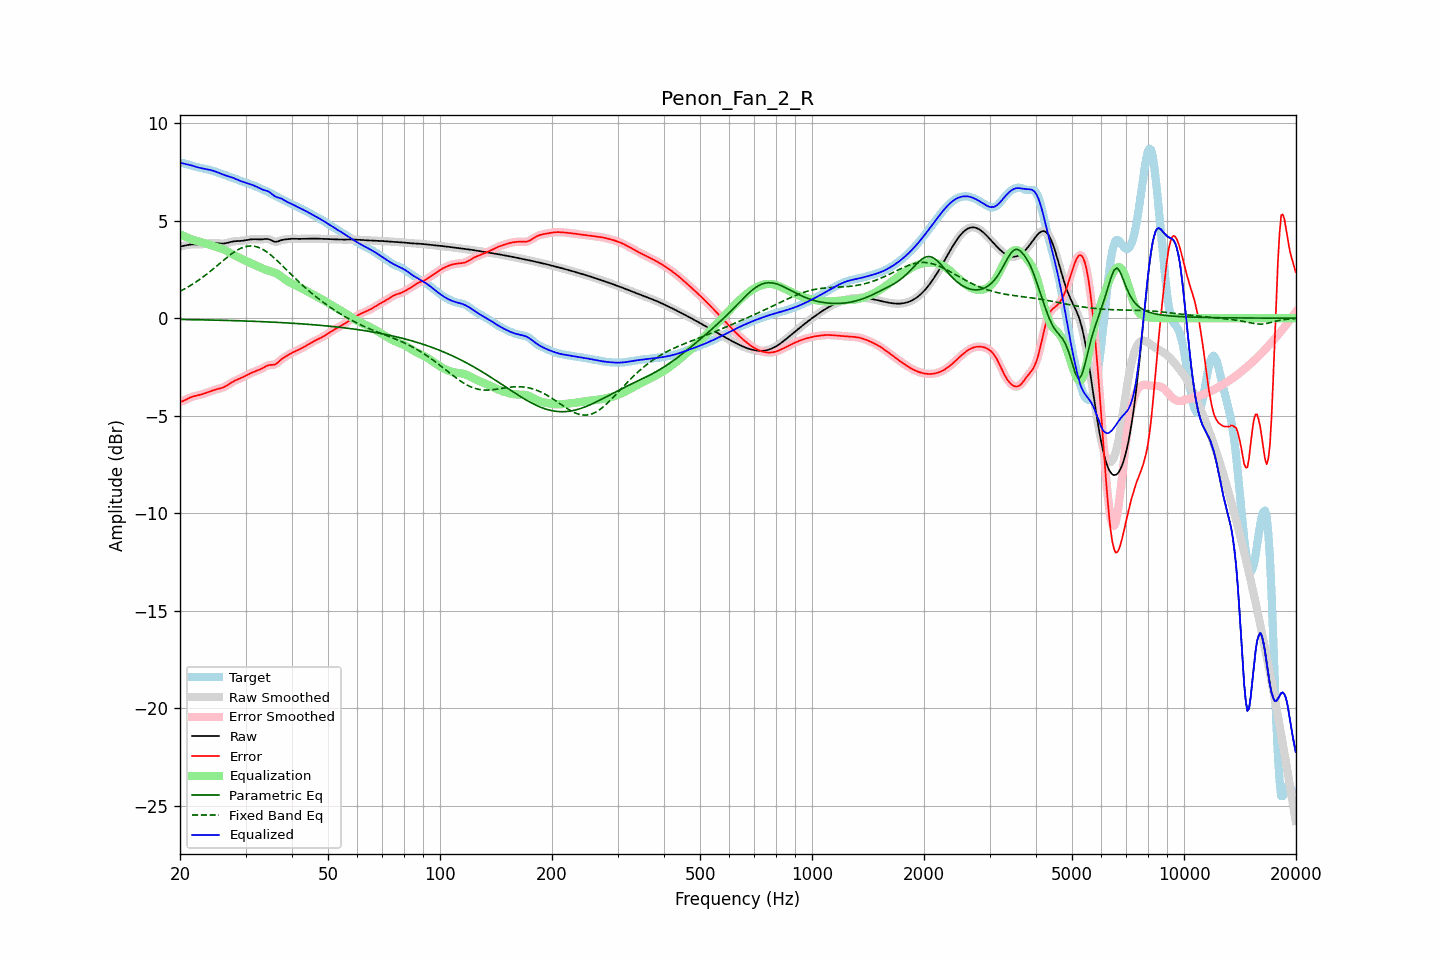 Penon_Fan_2_R
10
5
0
−5
−10
−15
−20
−25
Amplitude (dBr)
Target
Raw Smoothed
Error Smoothed
Raw
Error
Equalization
Parametric Eq
Fixed Band Eq
Equalized
20 50 100 200 500 1000 2000 5000 10000 20000
Frequency (Hz)